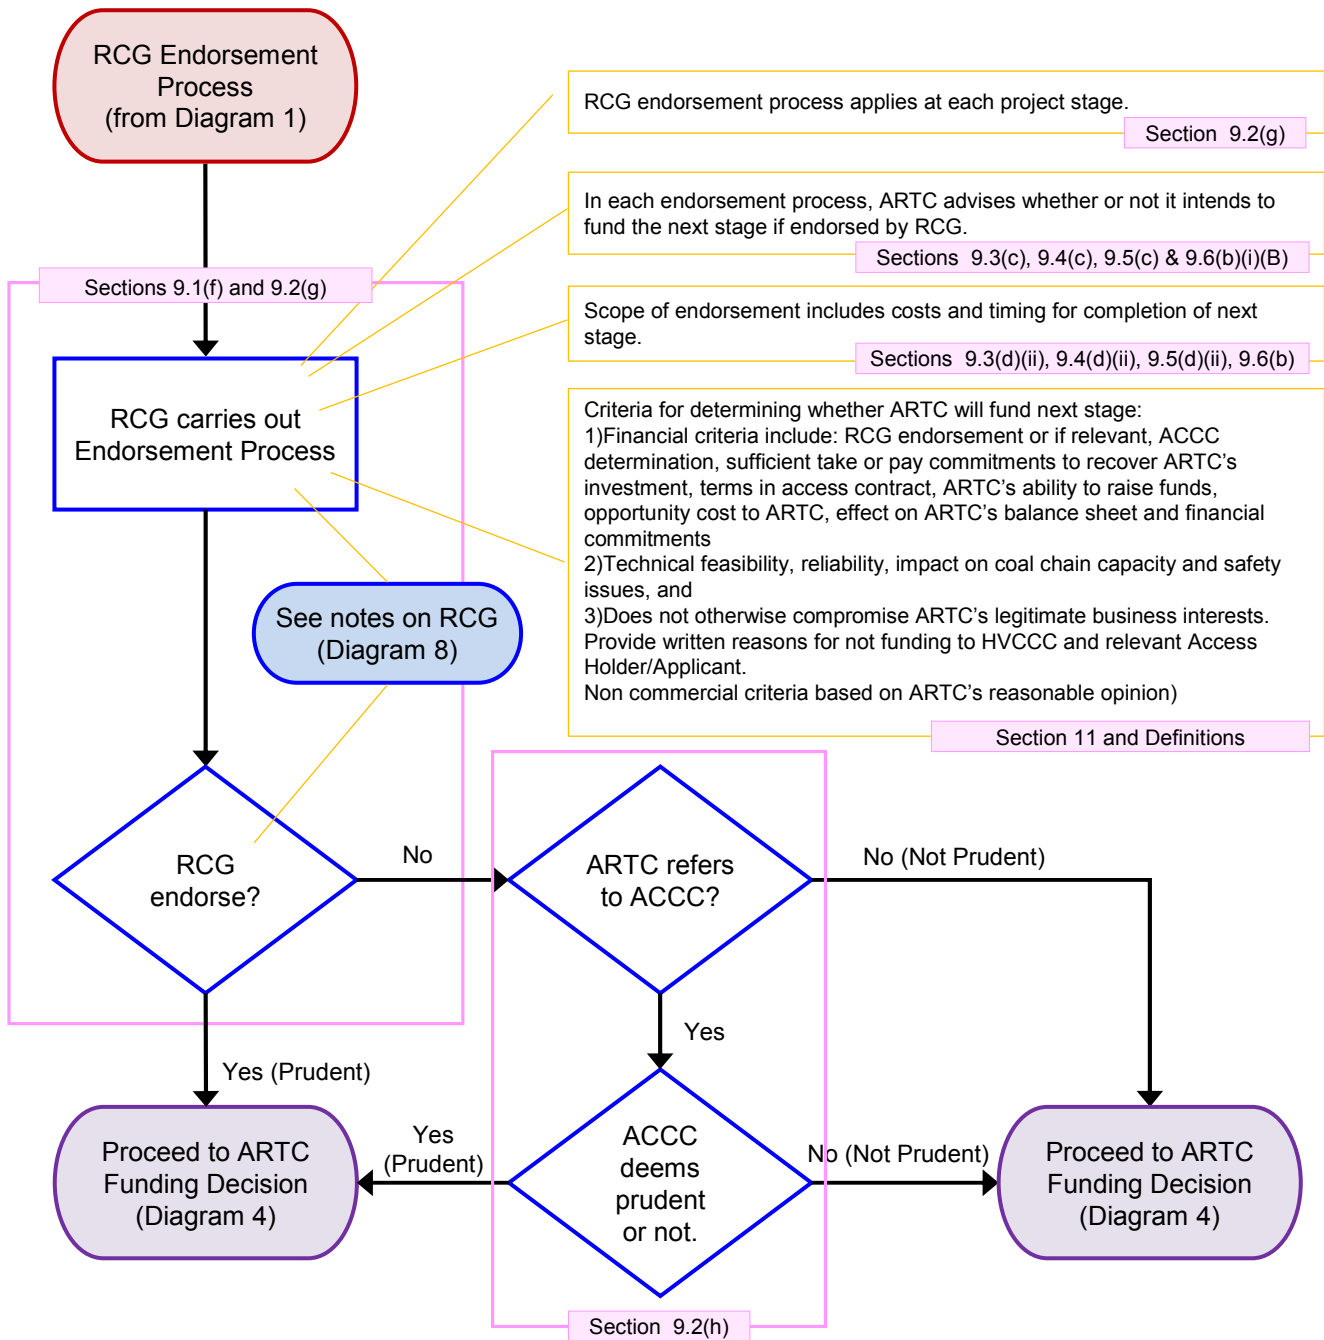 RCG Endorsement
Process
(from Diagram 1)
RCG endorsement process applies at each project stage.
Section 9.2(g)
In each endorsement process, ARTC advises whether or not it intends to
fund the next stage if endorsed by RCG.
Sections 9.3(c), 9.4(c), 9.5(c) & 9.6(b)(i)(B)
Sections 9.1(f) and 9.2(g)
Scope of endorsement includes costs and timing for completion of next
stage.
Sections 9.3(d)(ii), 9.4(d)(ii), 9.5(d)(ii), 9.6(b)
RCG carries out
Endorsement Process
Criteria for determining whether ARTC will fund next stage:
1)Financial criteria include: RCG endorsement or if relevant, ACCC
determination, sufficient take or pay commitments to recover ARTC's
investment, terms in access contract, ARTC's ability to raise funds,
opportunity cost to ARTC, effect on ARTC's balance sheet and financial
commitments
2)Technical feasibility, reliability, impact on coal chain capacity and safety
issues, and
3)Does not otherwise compromise ARTC's legitimate business interests.
Provide written reasons for not funding to HVCCC and relevant Access
Holder/Applicant.
Non commercial criteria based on ARTC's reasonable opinion)
Section 11 and Definitions
See notes on RCG
(Diagram 8)
RCG
endorse?
No
ARTC refers
to ACCC?
No (Not Prudent)
Yes
Yes (Prudent)
Proceed to ARTC
Funding Decision
(Diagram 4)
Yes
(Prudent)
ACCC
deems
prudent
or not.
No (Not Prudent)
Proceed to ARTC
Funding Decision
(Diagram 4)
Section 9.2(h)